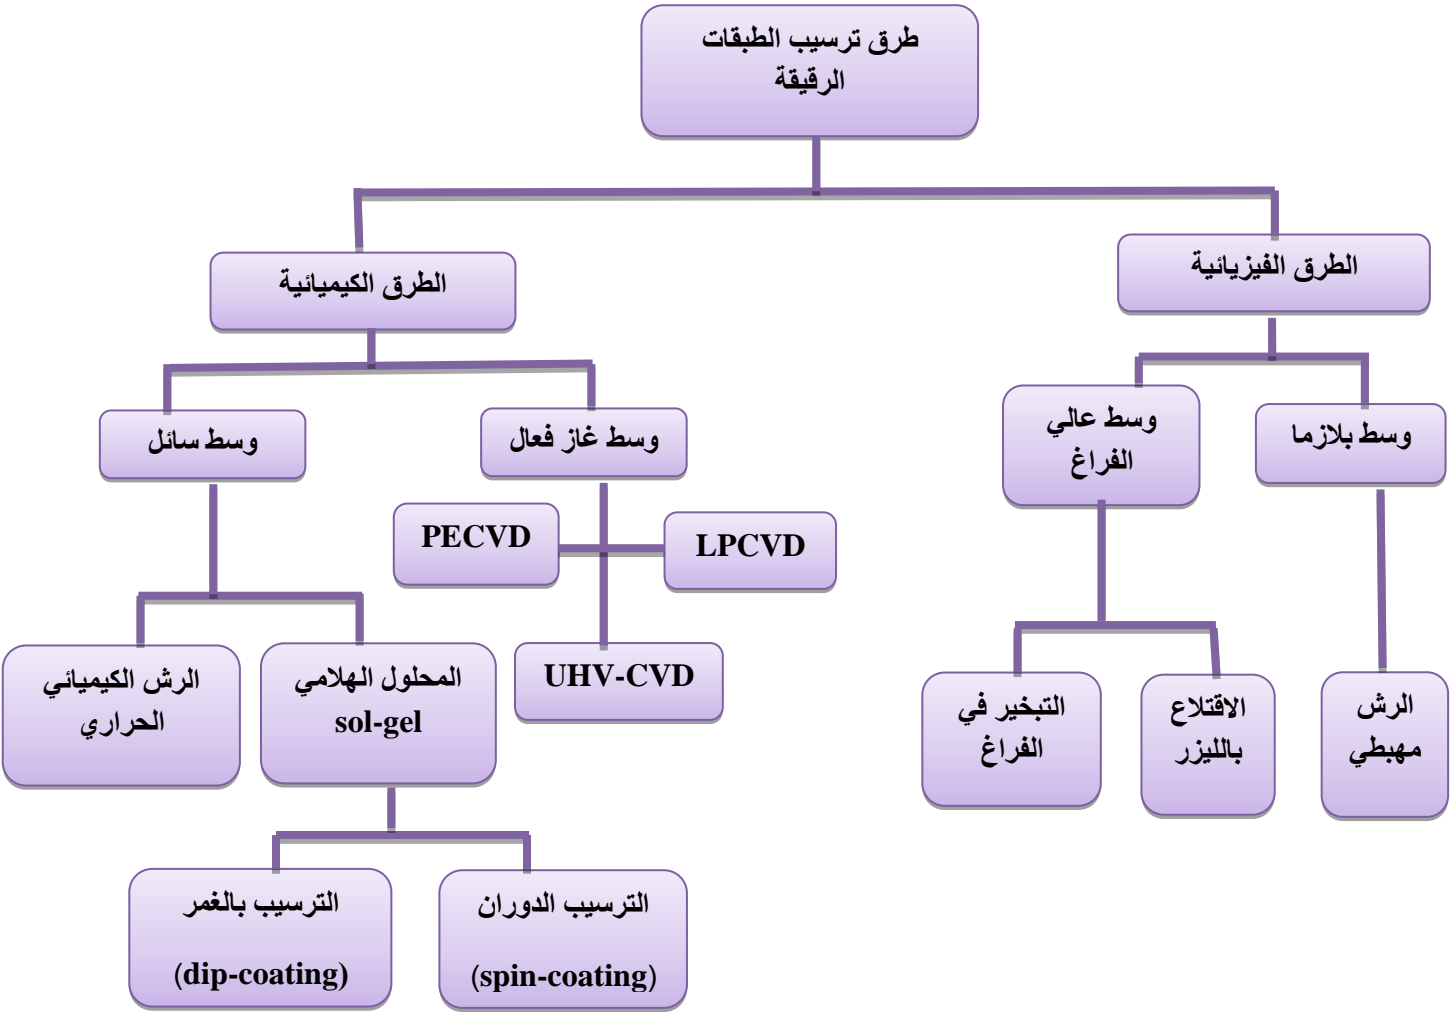 طرق ترسيب الطبقات
الرقيقة
الطرق الفيزيائية
الطرق الكيميائية
وسط بلازما
وسط عالي
الفراغ
وسط غاز فعال
وسط سائل
LPCVD
PECVD
UHV-CVD
الرش
مهبطي
الاقتلاع
بالليزر
التبخير في
الفراغ
المحلول الهلامي
sol-gel
الرش الكيميائي
الحراري
الترسيب الدوران
(spin-coating)
الترسيب بالغمر
(dip-coating)